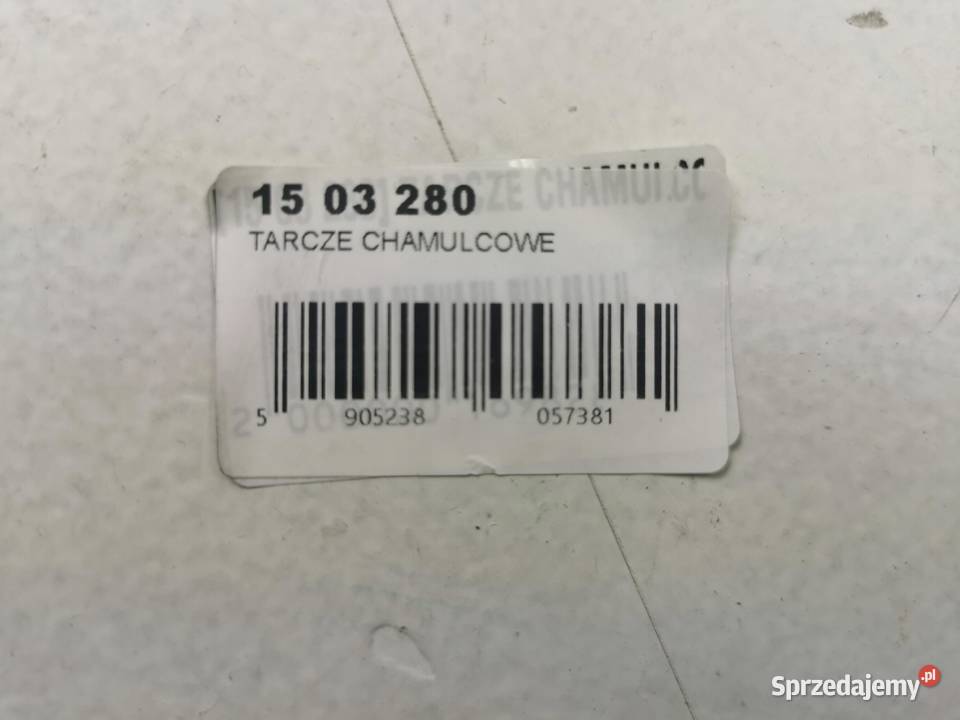 15 03 280
TARCZE CHAMULCOWE
5 905238 057381
Sprzedajemy.pl